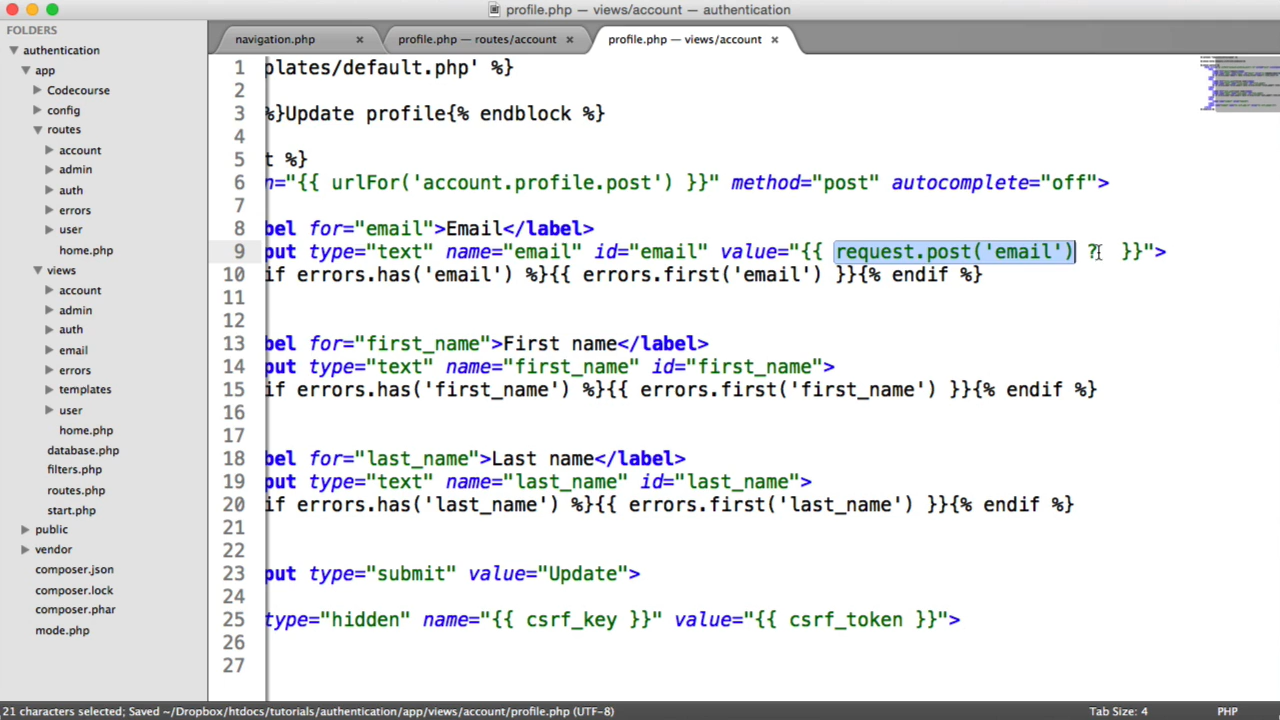 profile.php — views/account — authentication
FOLDERS
authentication
app
Codecourse
config
routes
account
admin
auth
errors
user
home.php
views
account
admin
auth
email
errors
templates
user
home.php
database.php
filters.php
routes.php
start.php
public
vendor
composer.json
composer.lock
composer.phar
mode.php
navigation.php × profile.php — routes/account × profile.php — views/account ×
1 plates/default.php' %}
2
3 %}Update profile{% endblock %}
4
5 t %}
6 n="{{ urlFor('account.profile.post') }}" method="post" autocomplete="off">
7
8 bel for="email">Email</label>
9 put type="text" name="email" id="email" value="{{ request.post('email') ? }}">
10 if errors.has('email') %}{{ errors.first('email') }}{% endif %}
11
12
13 bel for="first_name">First name</label>
14 put type="text" name="first_name" id="first_name">
15 if errors.has('first_name') %}{{ errors.first('first_name') }}{% endif %}
16
17
18 bel for="last_name">Last name</label>
19 put type="text" name="last_name" id="last_name">
20 if errors.has('last_name') %}{{ errors.first('last_name') }}{% endif %}
21
22
23 put type="submit" value="Update">
24
25 type="hidden" name="{{ csrf_key }}" value="{{ csrf_token }}">
26
27
21 characters selected; Saved ~/Dropbox/htdocs/tutorials/authentication/app/views/account/profile.php (UTF-8) Tab Size: 4 PHP